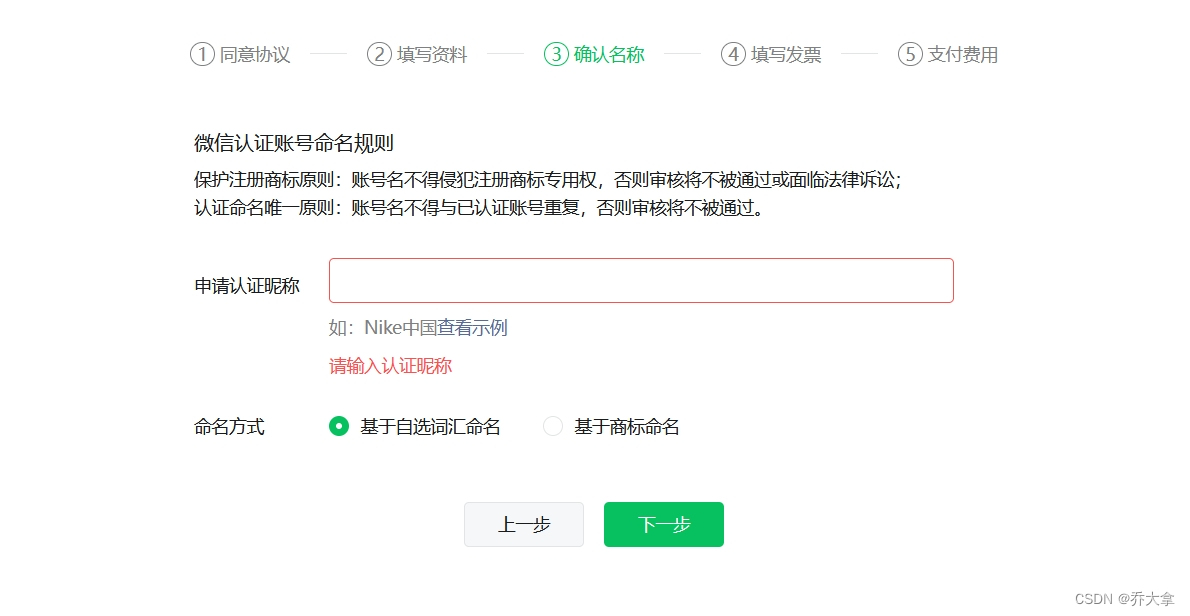 ① 同意协议 ② 填写资料 ③ 确认名称 ④ 填写发票 ⑤ 支付费用
微信认证账号命名规则
保护注册商标原则：账号名不得侵犯注册商标专用权，否则审核将不被通过或面临法律诉讼；
认证命名唯一原则：账号名不得与已认证账号重复，否则审核将不被通过。
申请认证昵称
如：Nike中国查看示例
请输入认证昵称
命名方式 基于自选词汇命名 基于商标命名
上一步 下一步
CSDN @乔大拿